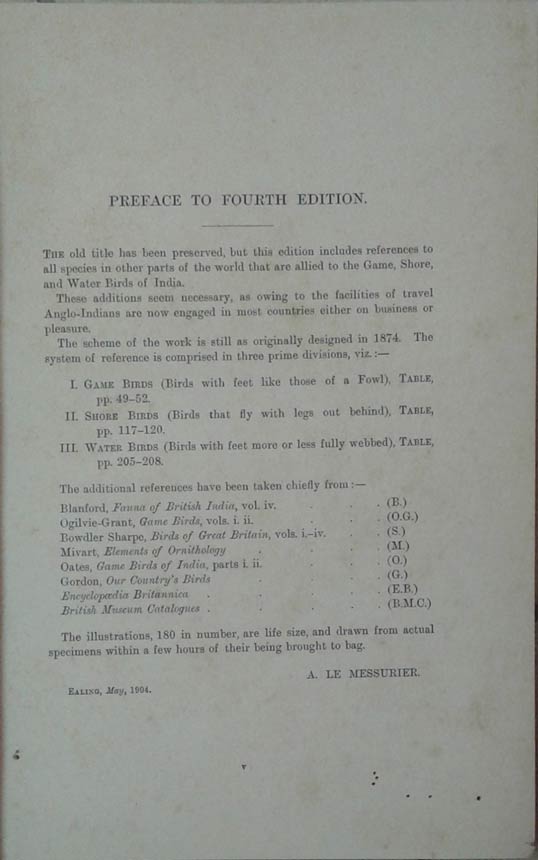 PREFACE TO FOURTH EDITION.
THE old title has been preserved, but this edition includes references to
all species in other parts of the world that are allied to the Game, Shore,
and Water Birds of India.
These additions seem necessary, as owing to the facilities of travel
Anglo-Indians are now engaged in most countries either on business or
pleasure.
The scheme of the work is still as originally designed in 1874. The
system of reference is comprised in three prime divisions, viz.:—
I. GAME BIRDS (Birds with feet like those of a Fowl), TABLE,
pp. 49–52.
II. SHORE BIRDS (Birds that fly with legs out behind), TABLE,
pp. 117–120.
III. WATER BIRDS (Birds with feet more or less fully webbed), TABLE,
pp. 205–208.
The additional references have been taken chiefly from:—
Blanford, Fauna of British India, vol. iv. . . . (B.)
Ogilvie-Grant, Game Birds, vols. i. ii. . . . (O.G.)
Bowdler Sharpe, Birds of Great Britain, vols. i.–iv. . . (S.)
Mivart, Elements of Ornithology . . . . (M.)
Oates, Game Birds of India, parts i. ii. . . . (O.)
Gordon, Our Country's Birds . . . . (G.)
Encyclopædia Britannica . . . . . (E.B.)
British Museum Catalogues . . . . . (B.M.C.)
The illustrations, 180 in number, are life size, and drawn from actual
specimens within a few hours of their being brought to bag.
A. LE MESSURIER.
EALING, May, 1904.
v